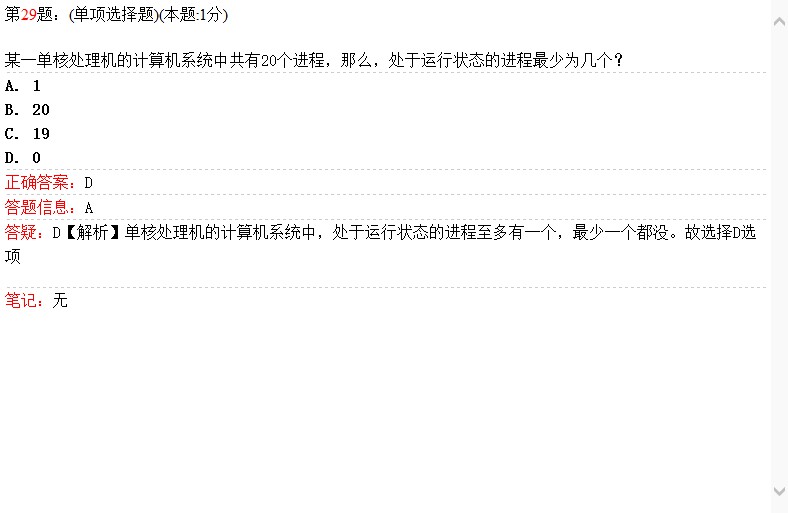 第29题：(单项选择题)(本题:1分)
某一单核处理机的计算机系统中共有20个进程，那么，处于运行状态的进程最少为几个？
A. 1
B. 20
C. 19
D. 0
正确答案：D
答题信息：A
答疑：D【解析】单核处理机的计算机系统中，处于运行状态的进程至多有一个，最少一个都没。故选择D选
项
笔记：无